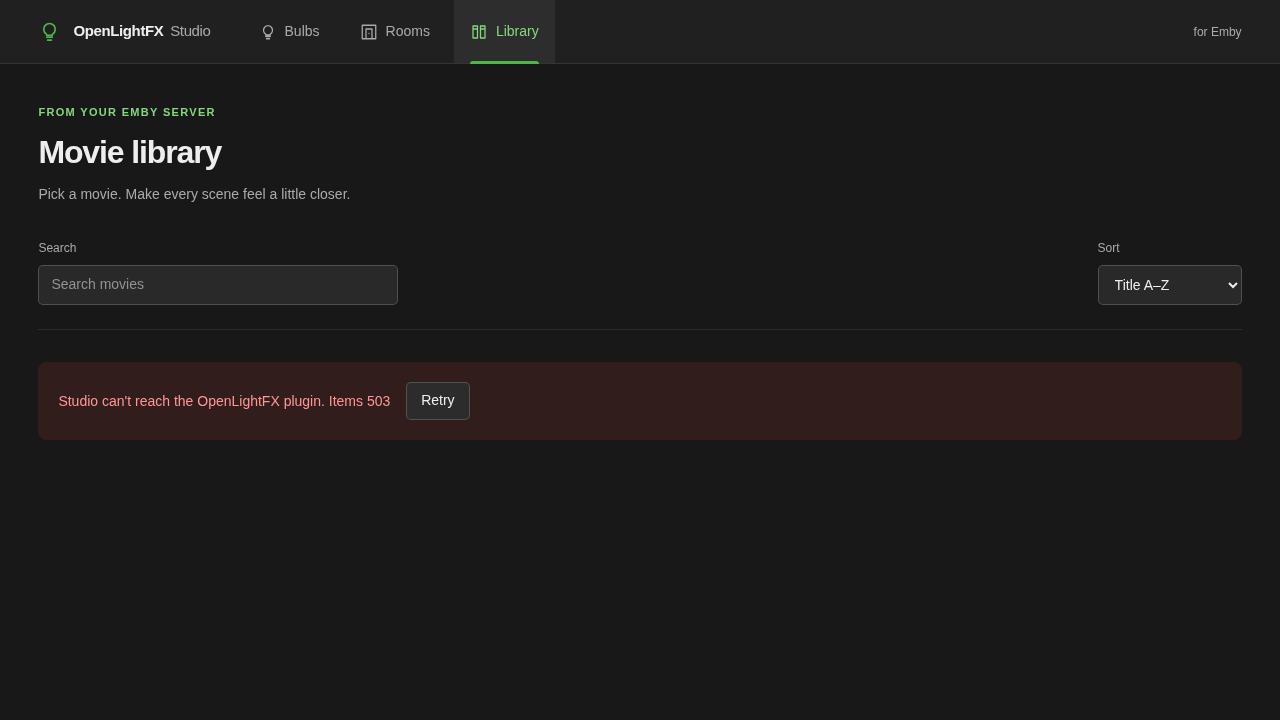 OpenLightFX Studio
Bulbs
Rooms
Library
for Emby
FROM YOUR EMBY SERVER
Movie library
Pick a movie. Make every scene feel a little closer.
Search
Sort
Search movies
Title A–Z
Studio can't reach the OpenLightFX plugin. Items 503
Retry